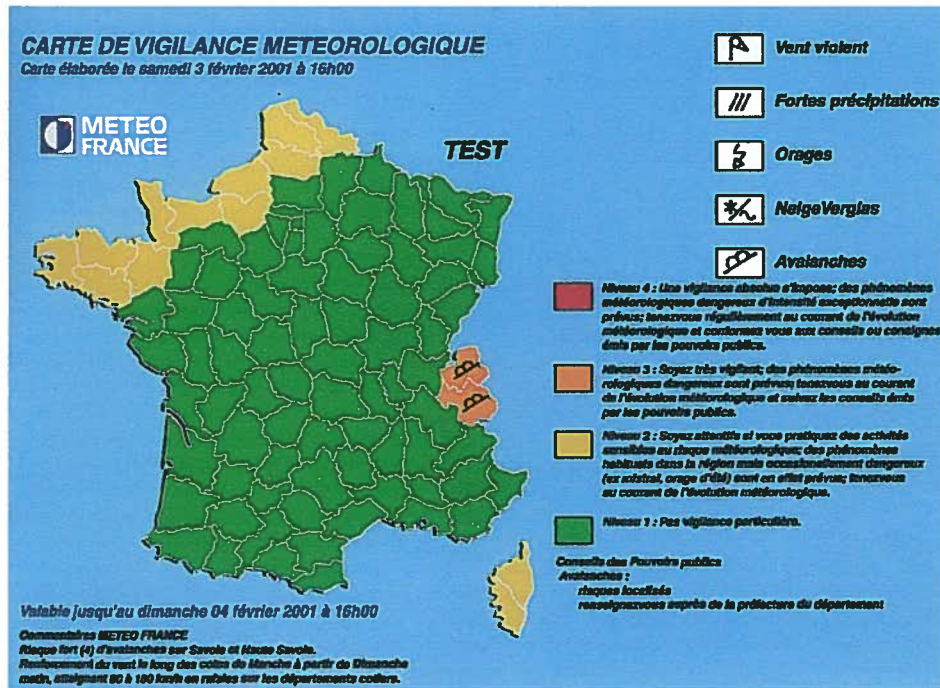 CARTE DE VIGILANCE METEOROLOGIQUE
Carte élaborée le samedi 3 février 2001 à 16h00
METEO
FRANCE
TEST
Vent violent
Fortes précipitations
Orages
NeigeVerglas
Avalanches
Niveau 4 : Une vigilance absolue s'impose; des phénomènes
météorologiques dangereux d'intensité exceptionnelle sont
prévus; tenezvous régulièrement au courant de l'évolution
météorologique et conformez vous aux conseils ou consignes
émis par les pouvoirs publics.
Niveau 3 : Soyez très vigilant; des phénomènes météo-
rologiques dangereux sont prévus; tenezvous au courant
de l'évolution météorologique et suivez les conseils émis
par les pouvoirs publics.
Niveau 2 : Soyez attentifs si vous pratiquez des activités
sensibles au risque météorologique; des phénomènes
habituels dans la région mais occasionellement dangereux
(ex mistral, orage d'été) sont en effet prévus; tenezvous
au courant de l'évolution météorologique.
Niveau 1 : Pas vigilance particulière.
Conseils des Pouvoirs publics
Avalanches :
risques localisés
renseignezvous auprès de la préfecture du département
Valable jusqu'au dimanche 04 février 2001 à 16h00
Commentaires METEO FRANCE
Risque fort (4) d'avalanches sur Savoie et Haute Savoie.
Renforcement du vent le long des cotes de Manche à partir de Dimanche
matin, atteignant 80 à 100 km/h en rafales sur les départements cotiers.